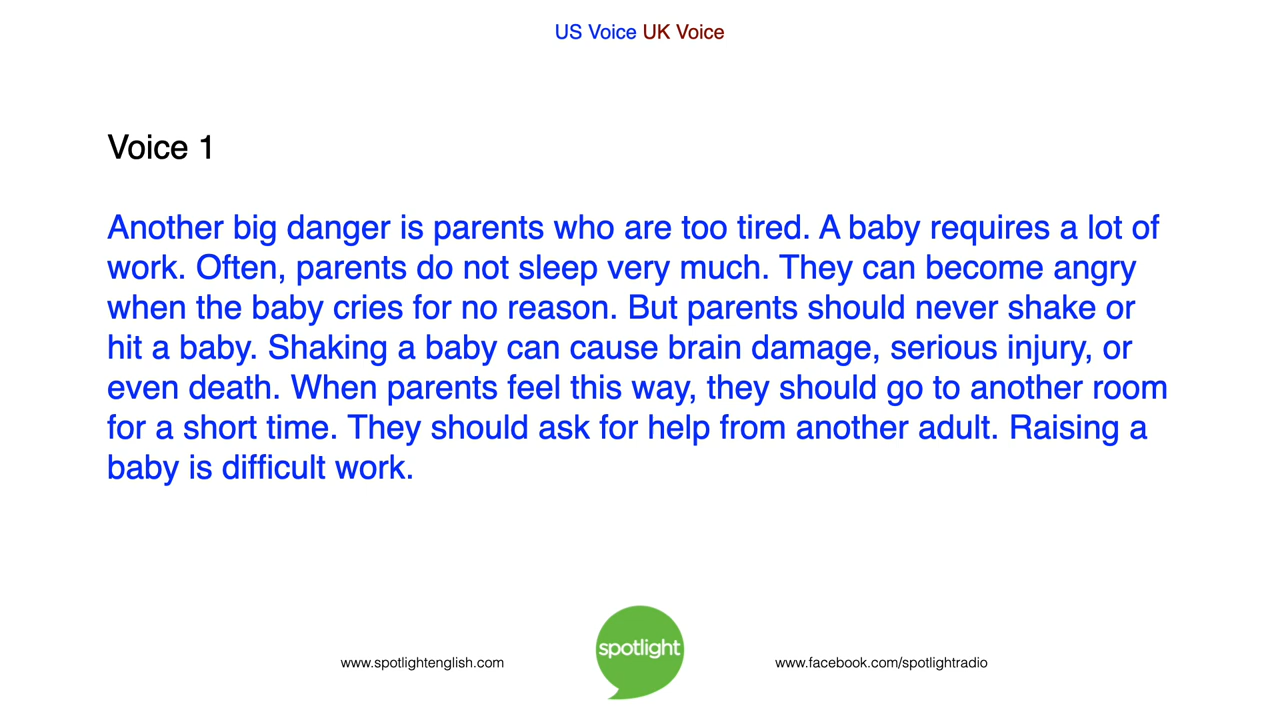 US Voice UK Voice
Voice 1
Another big danger is parents who are too tired. A baby requires a lot of
work. Often, parents do not sleep very much. They can become angry
when the baby cries for no reason. But parents should never shake or
hit a baby. Shaking a baby can cause brain damage, serious injury, or
even death. When parents feel this way, they should go to another room
for a short time. They should ask for help from another adult. Raising a
baby is difficult work.
spotlight
www.spotlightenglish.com
www.facebook.com/spotlightradio